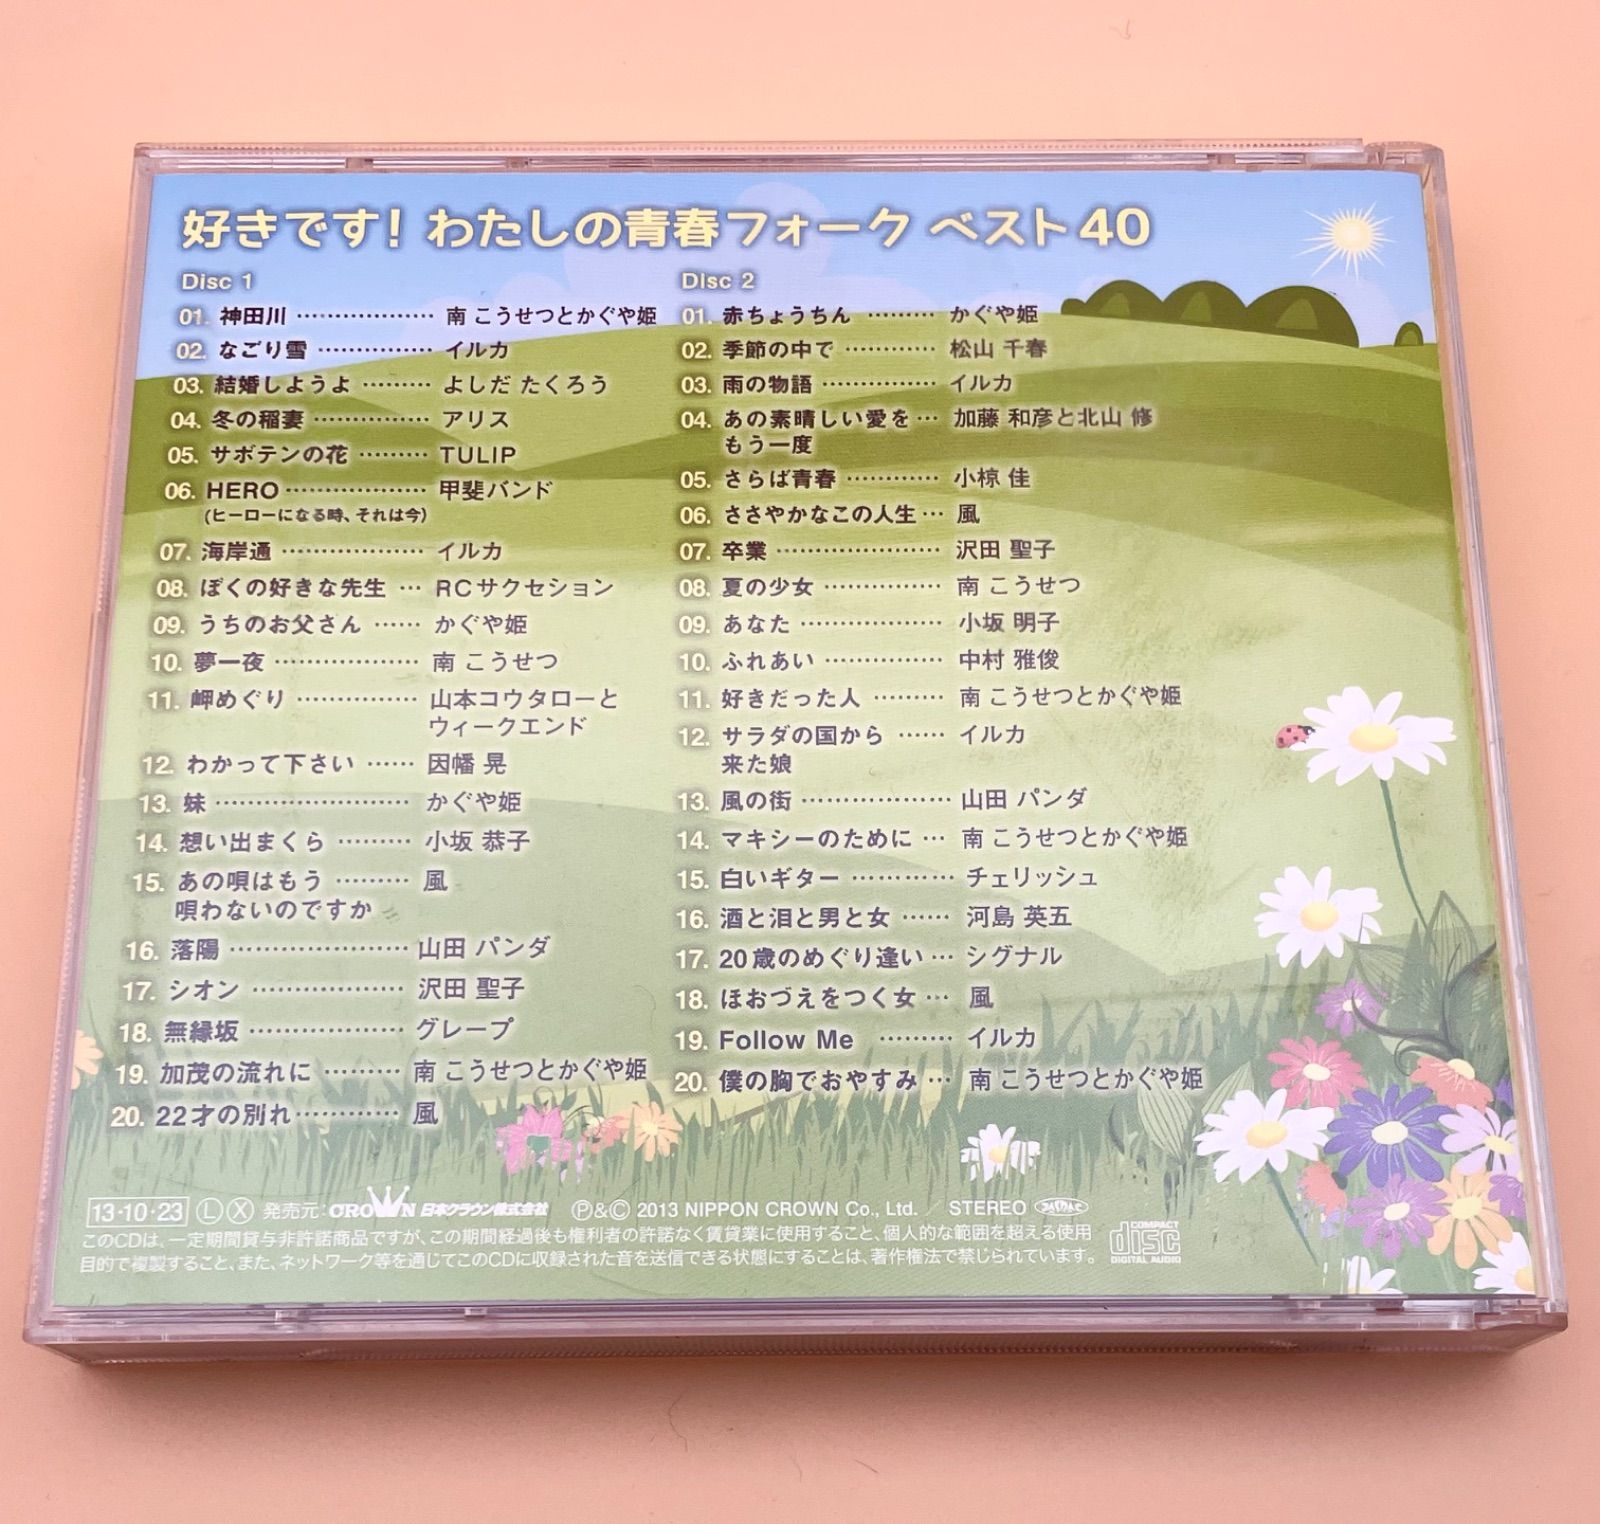 好きです! わたしの青春フォーク ベスト40
Disc 1
01. 神田川 ……………… 南 こうせつとかぐや姫
02. なごり雪 …………… イルカ
03. 結婚しようよ ……… よしだ たくろう
04. 冬の稲妻 …………… アリス
05. サボテンの花 ……… TULIP
06. HERO ……………… 甲斐バンド
(ヒーローになる時、それは今)
07. 海岸通 ……………… イルカ
08. ぼくの好きな先生 … RCサクセション
09. うちのお父さん …… かぐや姫
10. 夢一夜 ……………… 南 こうせつ
11. 岬めぐり …………… 山本コウタローと
ウィークエンド
12. わかって下さい …… 因幡 晃
13. 妹 …………………… かぐや姫
14. 想い出まくら ……… 小坂 恭子
15. あの唄はもう ……… 風
唄わないのですか
16. 落陽 ………………… 山田 パンダ
17. シオン ……………… 沢田 聖子
18. 無縁坂 ……………… グレープ
19. 加茂の流れに ……… 南 こうせつとかぐや姫
20. 22才の別れ ………… 風
Disc 2
01. 赤ちょうちん ……… かぐや姫
02. 季節の中で ………… 松山 千春
03. 雨の物語 …………… イルカ
04. あの素晴しい愛を … 加藤 和彦と北山 修
もう一度
05. さらば青春 ………… 小椋 佳
06. ささやかなこの人生 … 風
07. 卒業 ………………… 沢田 聖子
08. 夏の少女 …………… 南 こうせつ
09. あなた ……………… 小坂 明子
10. ふれあい …………… 中村 雅俊
11. 好きだった人 ……… 南 こうせつとかぐや姫
12. サラダの国から …… イルカ
来た娘
13. 風の街 ……………… 山田 パンダ
14. マキシーのために … 南 こうせつとかぐや姫
15. 白いギター ………… チェリッシュ
16. 酒と泪と男と女 …… 河島 英五
17. 20歳のめぐり逢い … シグナル
18. ほおづえをつく女 … 風
19. Follow Me ……… イルカ
20. 僕の胸でおやすみ … 南 こうせつとかぐや姫
13・10・23 Ⓛ Ⓧ 発売元: CROWN 日本クラウン株式会社 Ⓟ&Ⓒ 2013 NIPPON CROWN Co., Ltd. / STEREO JASRAC
このCDは、一定期間貸与非許諾商品ですが、この期間経過後も権利者の許諾なく賃貸業に使用すること、個人的な範囲を超える使用
目的で複製すること、また、ネットワーク等を通じてこのCDに収録された音を送信できる状態にすることは、著作権法で禁じられています。
COMPACT
disc
DIGITAL AUDIO